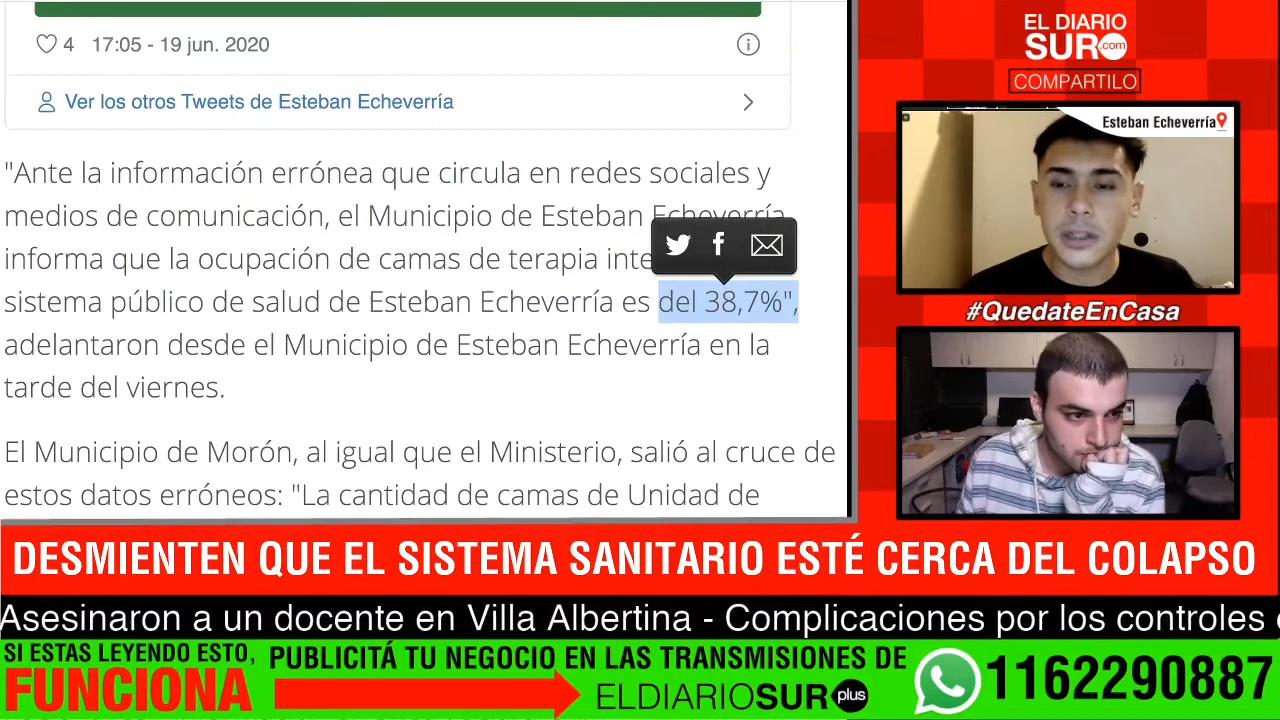 4 17:05 - 19 jun. 2020
Ver los otros Tweets de Esteban Echeverría
"Ante la información errónea que circula en redes sociales y
medios de comunicación, el Municipio de Esteban Echeverría
informa que la ocupación de camas de terapia
sistema público de salud de Esteban Echeverría es del 38,7%",
adelantaron desde el Municipio de Esteban Echeverría en la
tarde del viernes.
El Municipio de Morón, al igual que el Ministerio, salió al cruce de
estos datos erróneos: "La cantidad de camas de Unidad de
EL DIARIO
SUR.com
COMPARTILO
Esteban Echeverría
#QuedateEnCasa
DESMIENTEN QUE EL SISTEMA SANITARIO ESTÉ CERCA DEL COLAPSO
Asesinaron a un docente en Villa Albertina - Complicaciones por los controles
SI ESTAS LEYENDO ESTO,
FUNCIONA
PUBLICITÁ TU NEGOCIO EN LAS TRANSMISIONES DE
ELDIARIOSUR plus
1162290887